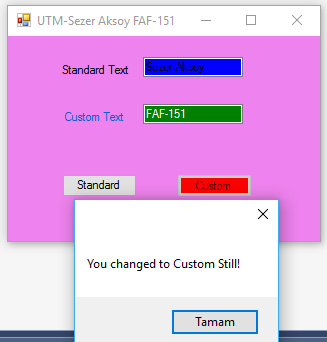 UTM-Sezer Aksoy FAF-151
Standard Text
Sezer Aksoy
Custom Text
FAF-151
Standard
Custom
You changed to Custom Still!
Tamam